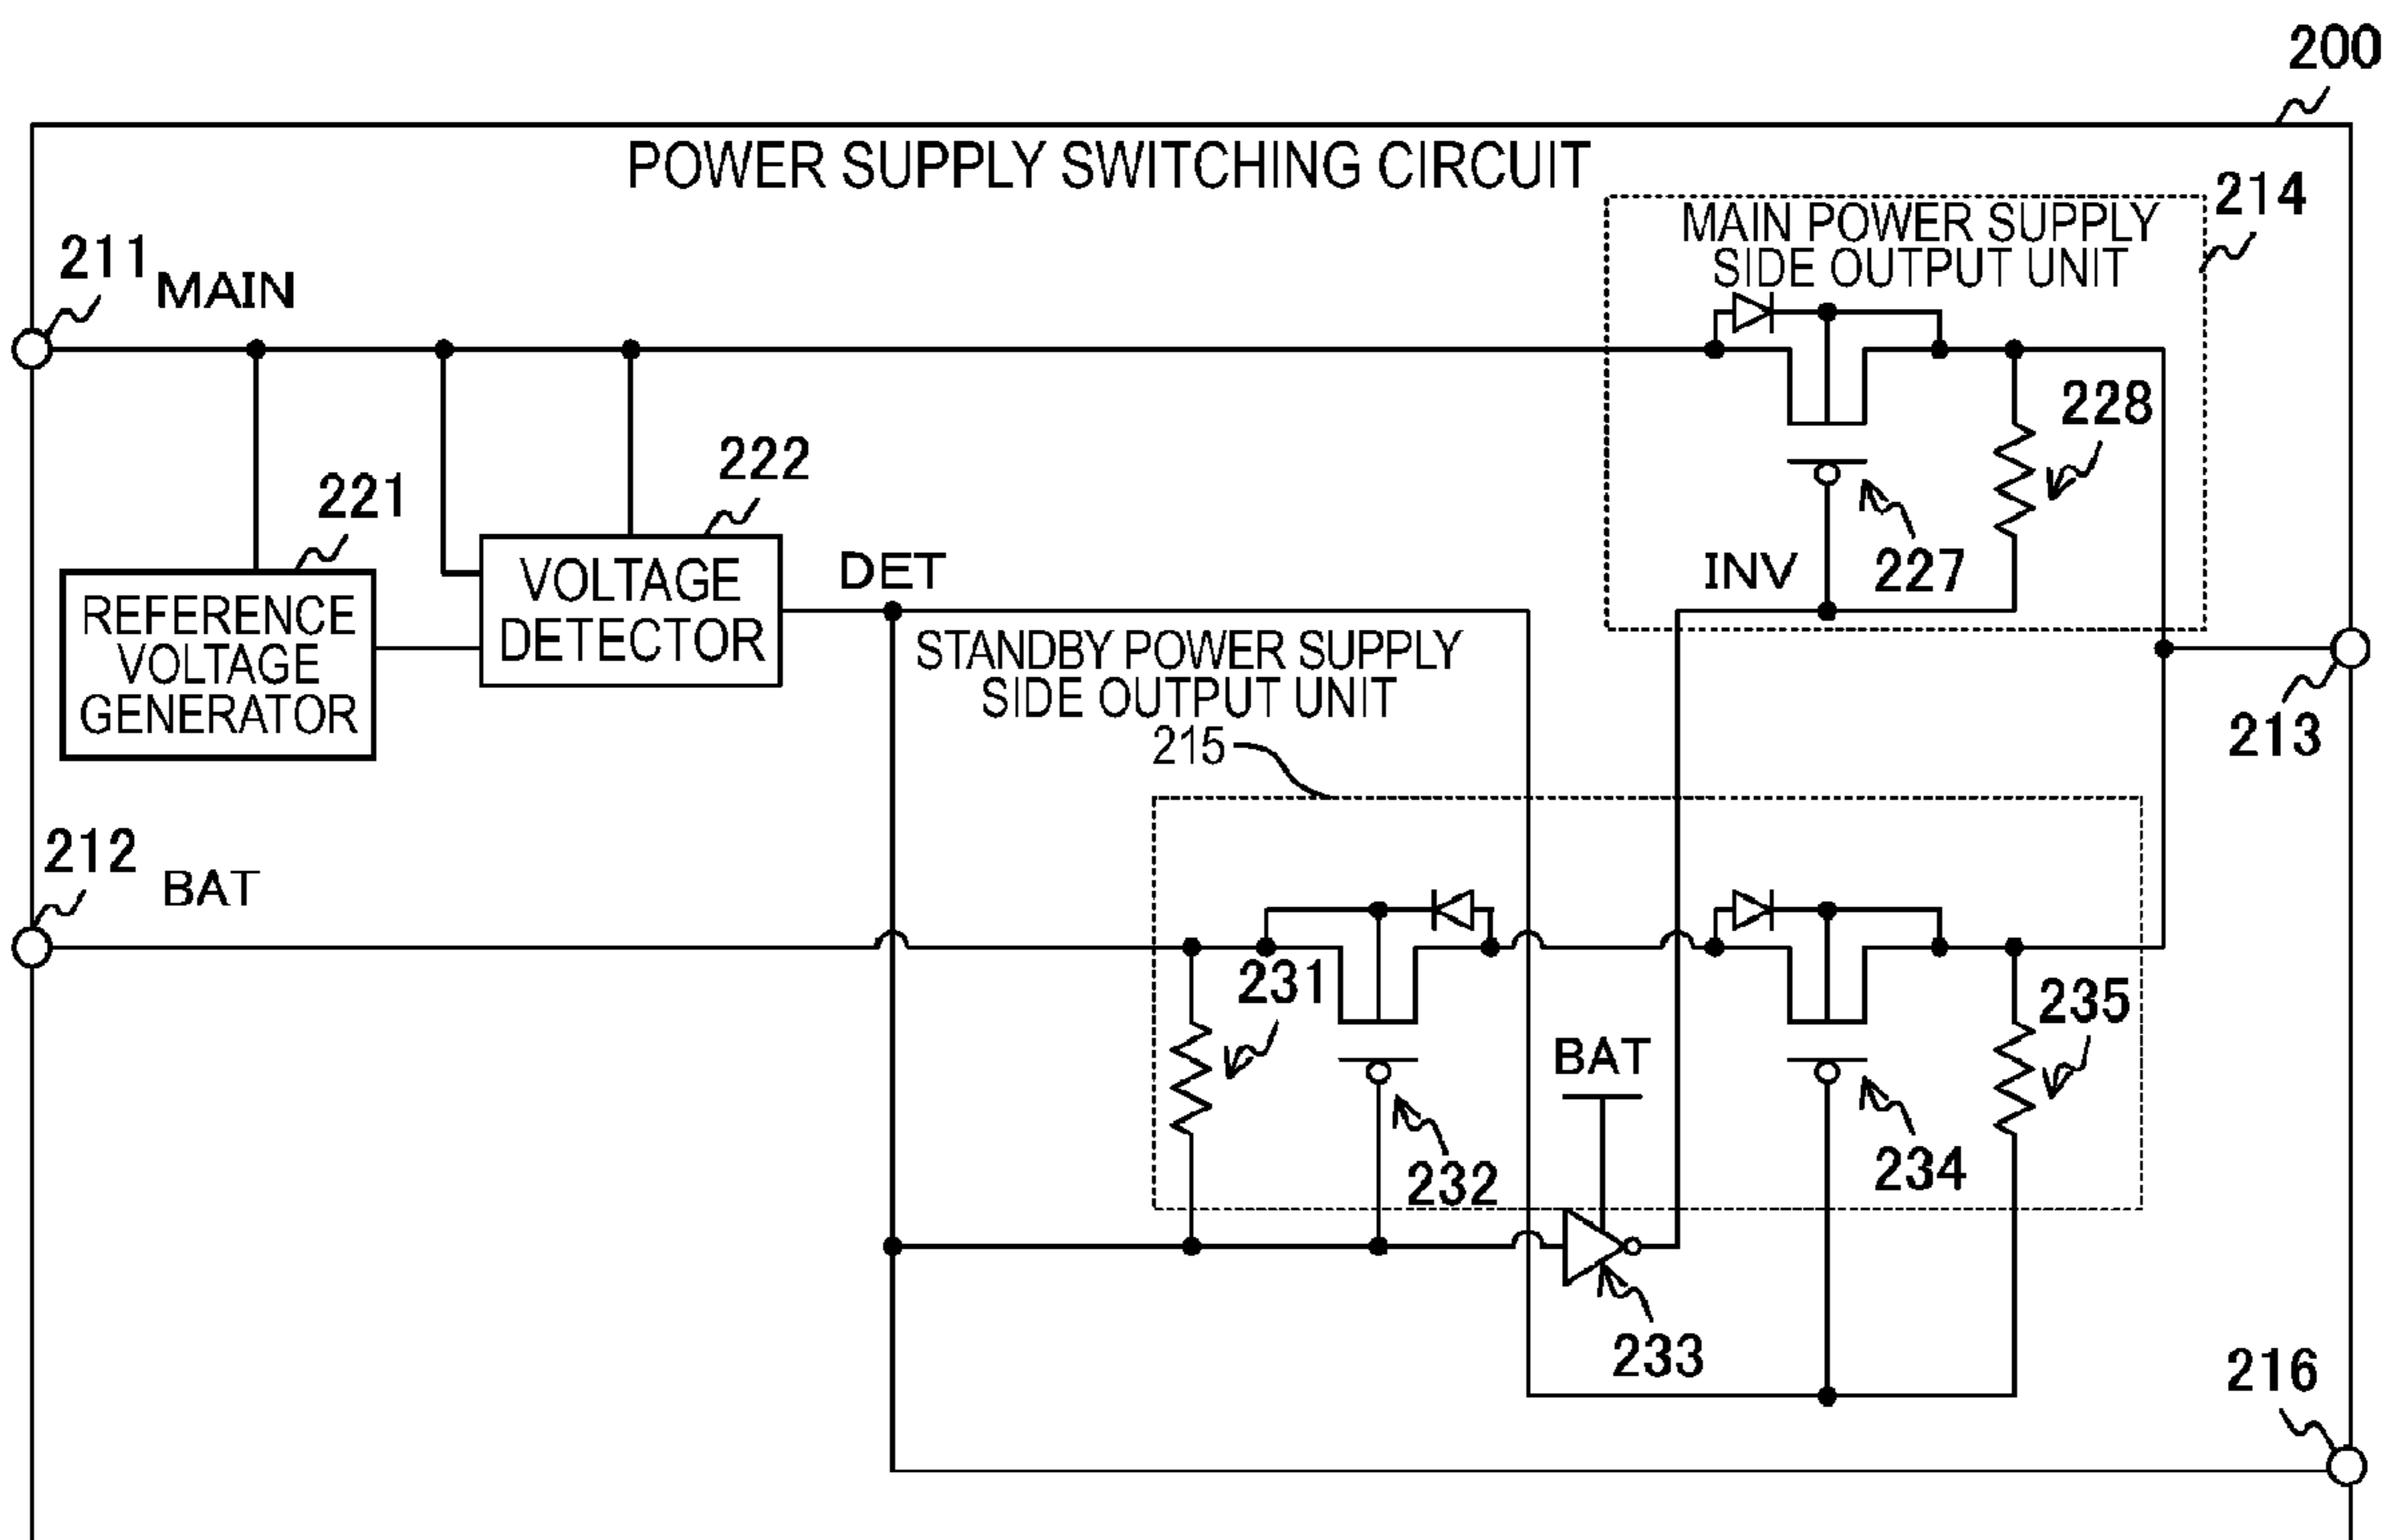 200
POWER SUPPLY SWITCHING CIRCUIT
214
MAIN POWER SUPPLY
SIDE OUTPUT UNIT
211
MAIN
228
222
221
VOLTAGE
DETECTOR
DET
INV
227
REFERENCE
VOLTAGE
GENERATOR
STANDBY POWER SUPPLY
SIDE OUTPUT UNIT
215
213
212
BAT
231
235
BAT
232
234
233
216